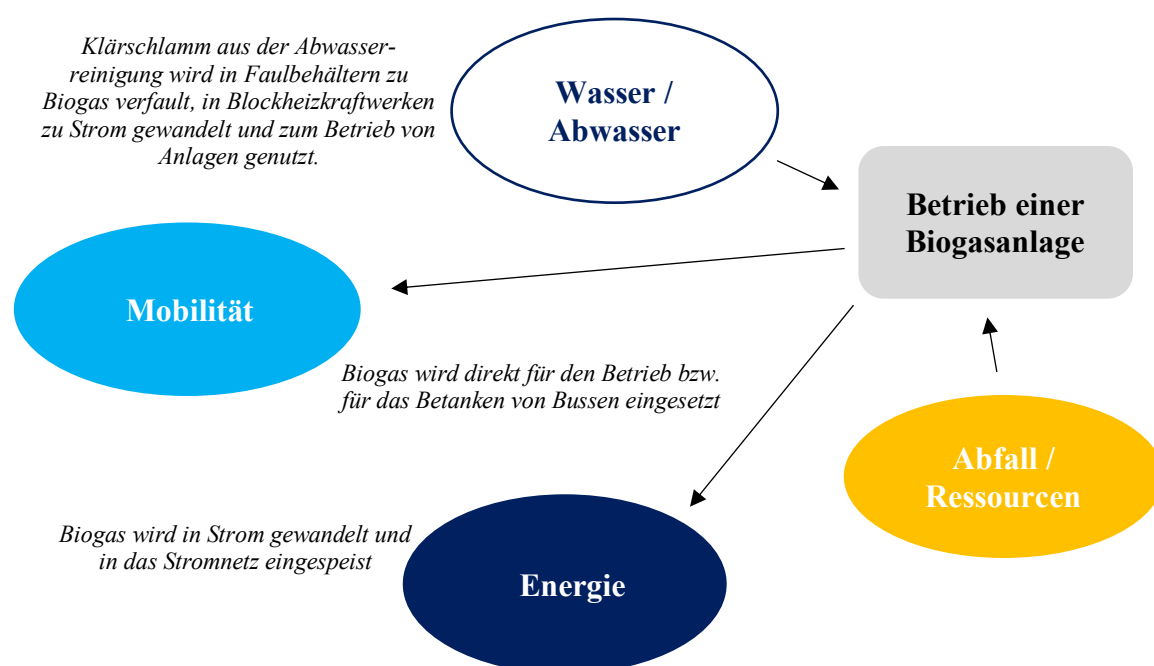 Klärschlamm aus der Abwasser-
reinigung wird in Faulbehältern zu
Biogas verfault, in Blockheizkraftwerken
zu Strom gewandelt und zum Betrieb von
Anlagen genutzt.
Wasser /
Abwasser
Betrieb einer
Biogasanlage
Mobilität
Biogas wird direkt für den Betrieb bzw.
für das Betanken von Bussen eingesetzt
Abfall /
Ressourcen
Biogas wird in Strom gewandelt und
in das Stromnetz eingespeist
Energie